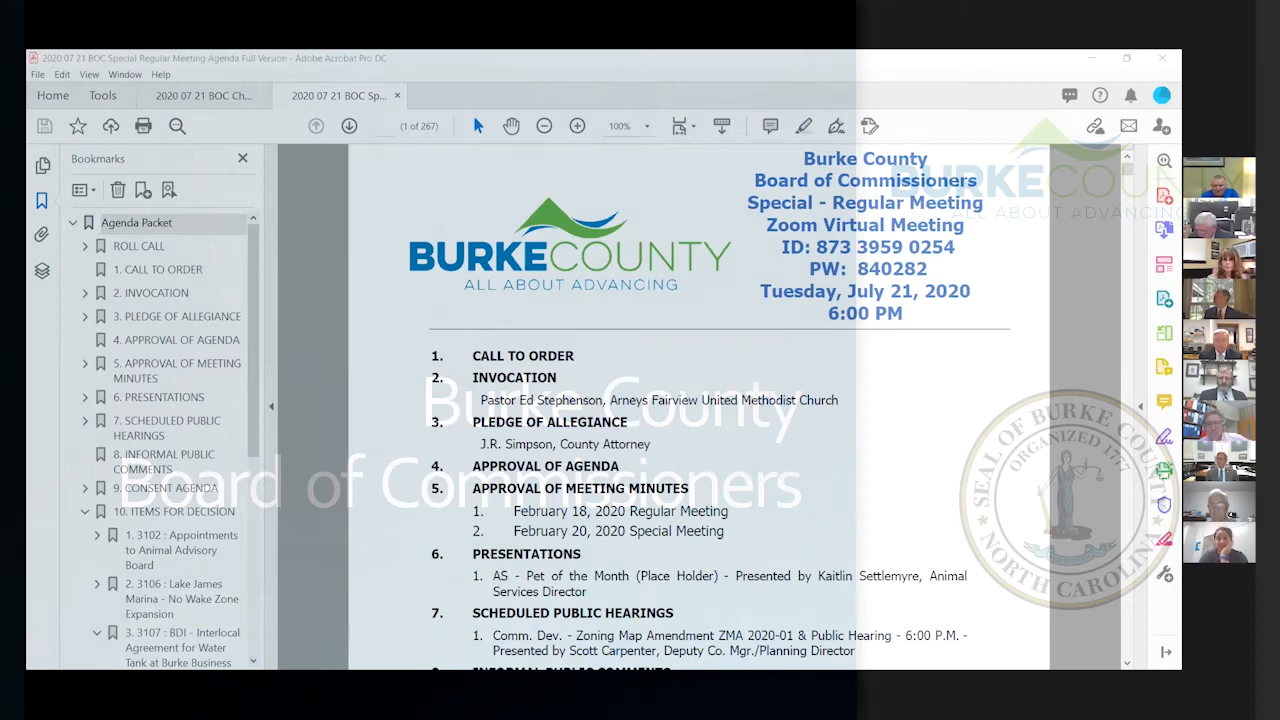 2020 07 21 BOC Special Regular Meeting Agenda Full Version - Adobe Acrobat Pro DC
File Edit View Window Help
Home Tools 2020 07 21 BOC Ch... 2020 07 21 BOC Sp... ×
(1 of 267) 100%
Bookmarks
Agenda Packet
ROLL CALL
1. CALL TO ORDER
2. INVOCATION
3. PLEDGE OF ALLEGIANCE
4. APPROVAL OF AGENDA
5. APPROVAL OF MEETING
MINUTES
6. PRESENTATIONS
7. SCHEDULED PUBLIC
HEARINGS
8. INFORMAL PUBLIC
COMMENTS
9. CONSENT AGENDA
10. ITEMS FOR DECISION
1. 3102 : Appointments
to Animal Advisory
Board
2. 3106 : Lake James
Marina - No Wake Zone
Expansion
3. 3107 : BDI - Interlocal
Agreement for Water
Tank at Burke Business
BURKECOUNTY
ALL ABOUT ADVANCING
Burke County
Board of Commissioners
Special - Regular Meeting
Zoom Virtual Meeting
ID: 873 3959 0254
PW: 840282
Tuesday, July 21, 2020
6:00 PM
1. CALL TO ORDER
2. INVOCATION
Pastor Ed Stephenson, Arneys Fairview United Methodist Church
3. PLEDGE OF ALLEGIANCE
J.R. Simpson, County Attorney
4. APPROVAL OF AGENDA
5. APPROVAL OF MEETING MINUTES
1. February 18, 2020 Regular Meeting
2. February 20, 2020 Special Meeting
6. PRESENTATIONS
1. AS - Pet of the Month (Place Holder) - Presented by Kaitlin Settlemyre, Animal
Services Director
7. SCHEDULED PUBLIC HEARINGS
1. Comm. Dev. - Zoning Map Amendment ZMA 2020-01 & Public Hearing - 6:00 P.M. -
Presented by Scott Carpenter, Deputy Co. Mgr./Planning Director
INFORMAL PUBLIC COMMENTS
Burke County
Board of Commissioners
BURKECOUNTY
ALL ABOUT ADVANCING
SEAL OF BURKE COUNTY
ORGANIZED 1777
NORTH CAROLINA